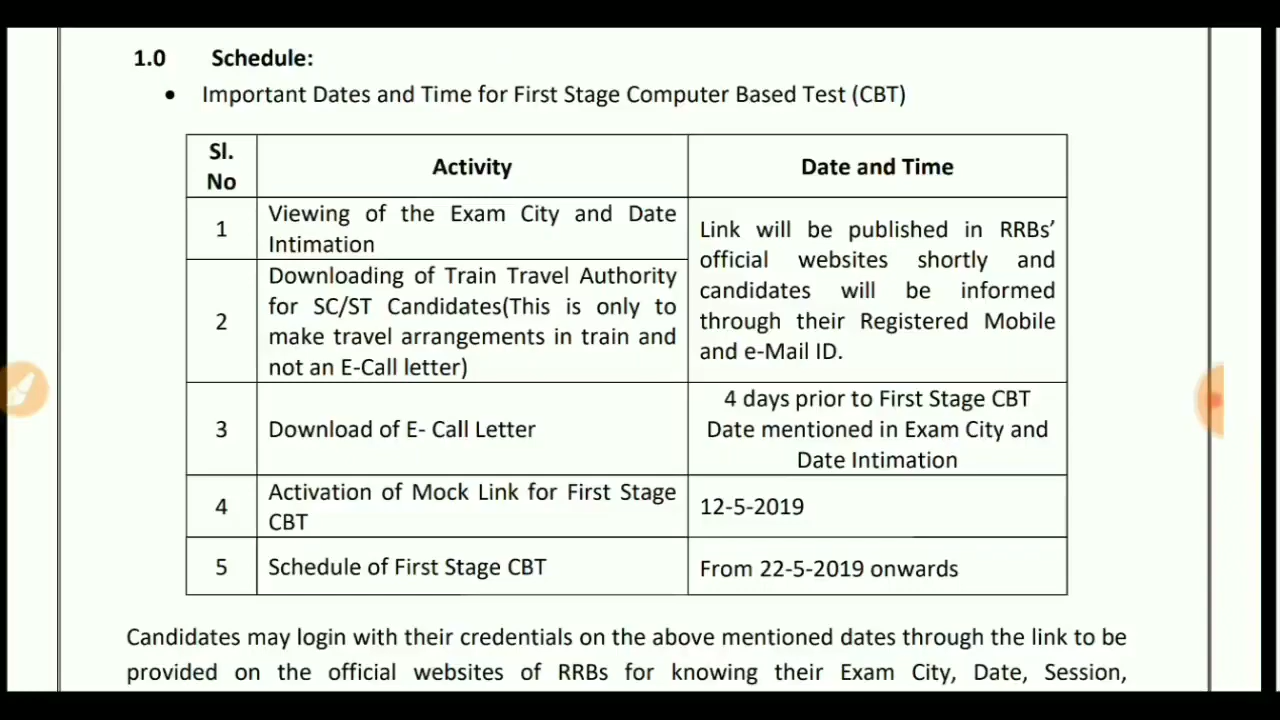 1.0 Schedule:
• Important Dates and Time for First Stage Computer Based Test (CBT)
Sl.
No
Activity
Date and Time
1
Viewing of the Exam City and Date
Intimation
Link will be published in RRBs'
official websites shortly and
candidates will be informed
through their Registered Mobile
and e-Mail ID.
2
Downloading of Train Travel Authority
for SC/ST Candidates(This is only to
make travel arrangements in train and
not an E-Call letter)
3
Download of E- Call Letter
4 days prior to First Stage CBT
Date mentioned in Exam City and
Date Intimation
4
Activation of Mock Link for First Stage
CBT
12-5-2019
5
Schedule of First Stage CBT
From 22-5-2019 onwards
Candidates may login with their credentials on the above mentioned dates through the link to be
provided on the official websites of RRBs for knowing their Exam City, Date, Session,